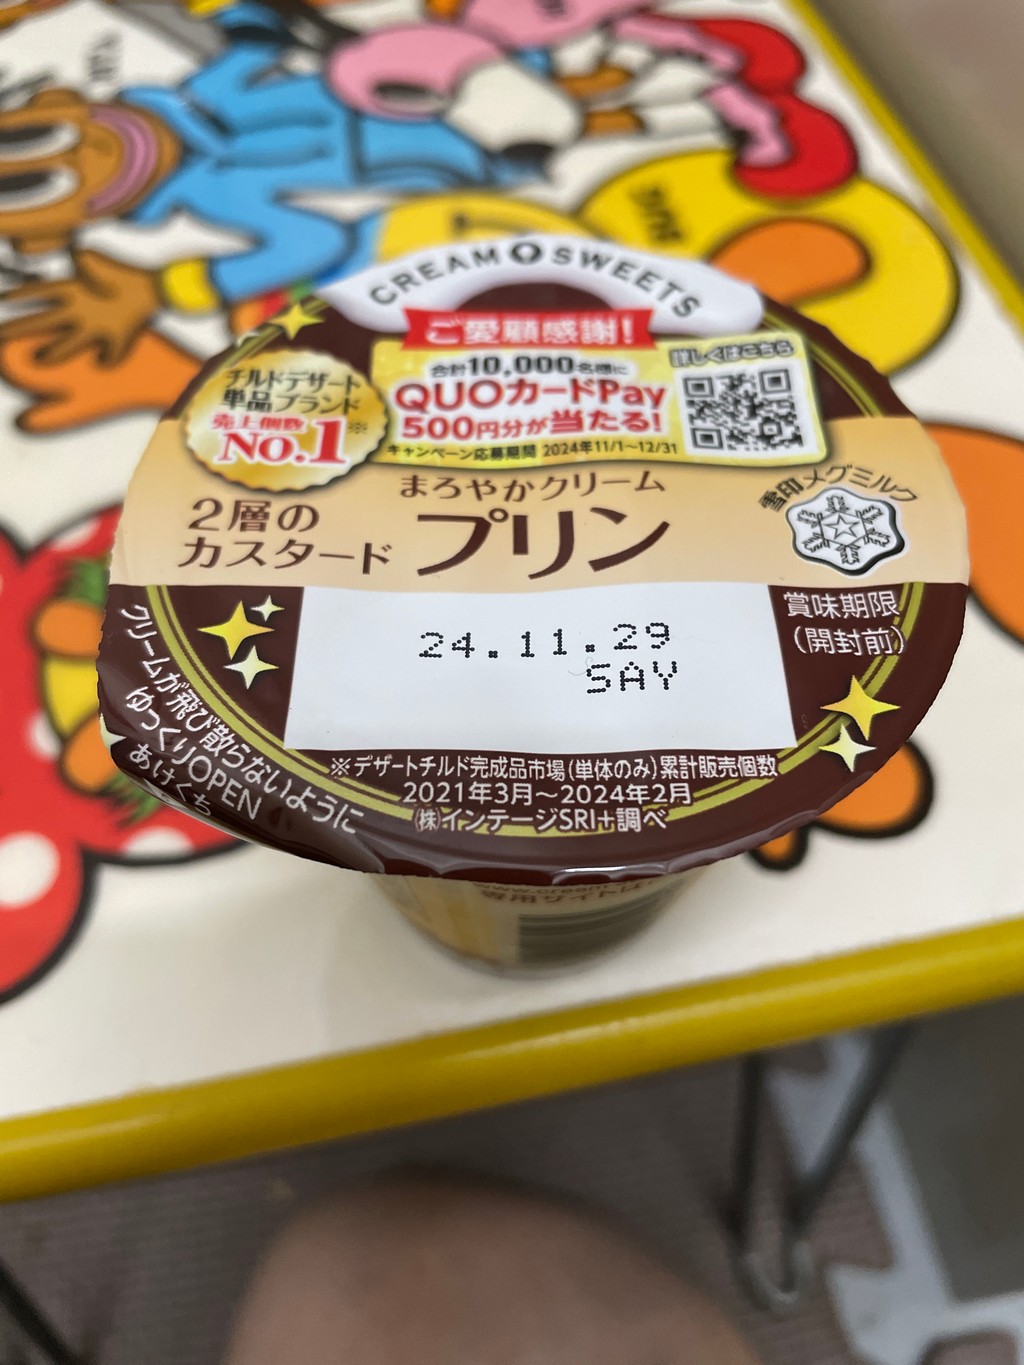 CREAM SWEETS
ご愛顧感謝!
合計10,000名様に
QUOカードPay
500円分が当たる!
キャンペーン応募期間 2024年11/1~12/31
詳しくはこちら
チルドデザート
単品ブランド
売上個数
No.1※
まろやかクリーム
プリン
2層の
カスタード
雪印メグミルク
賞味期限
(開封前)
24.11.29
SAY
クリームが飛び散らないように
ゆっくりOPEN
あけくち
※デザートチルド完成品市場(単体のみ)累計販売個数
2021年3月~2024年2月
㈱インテージSRI+調べ
専用サイトは